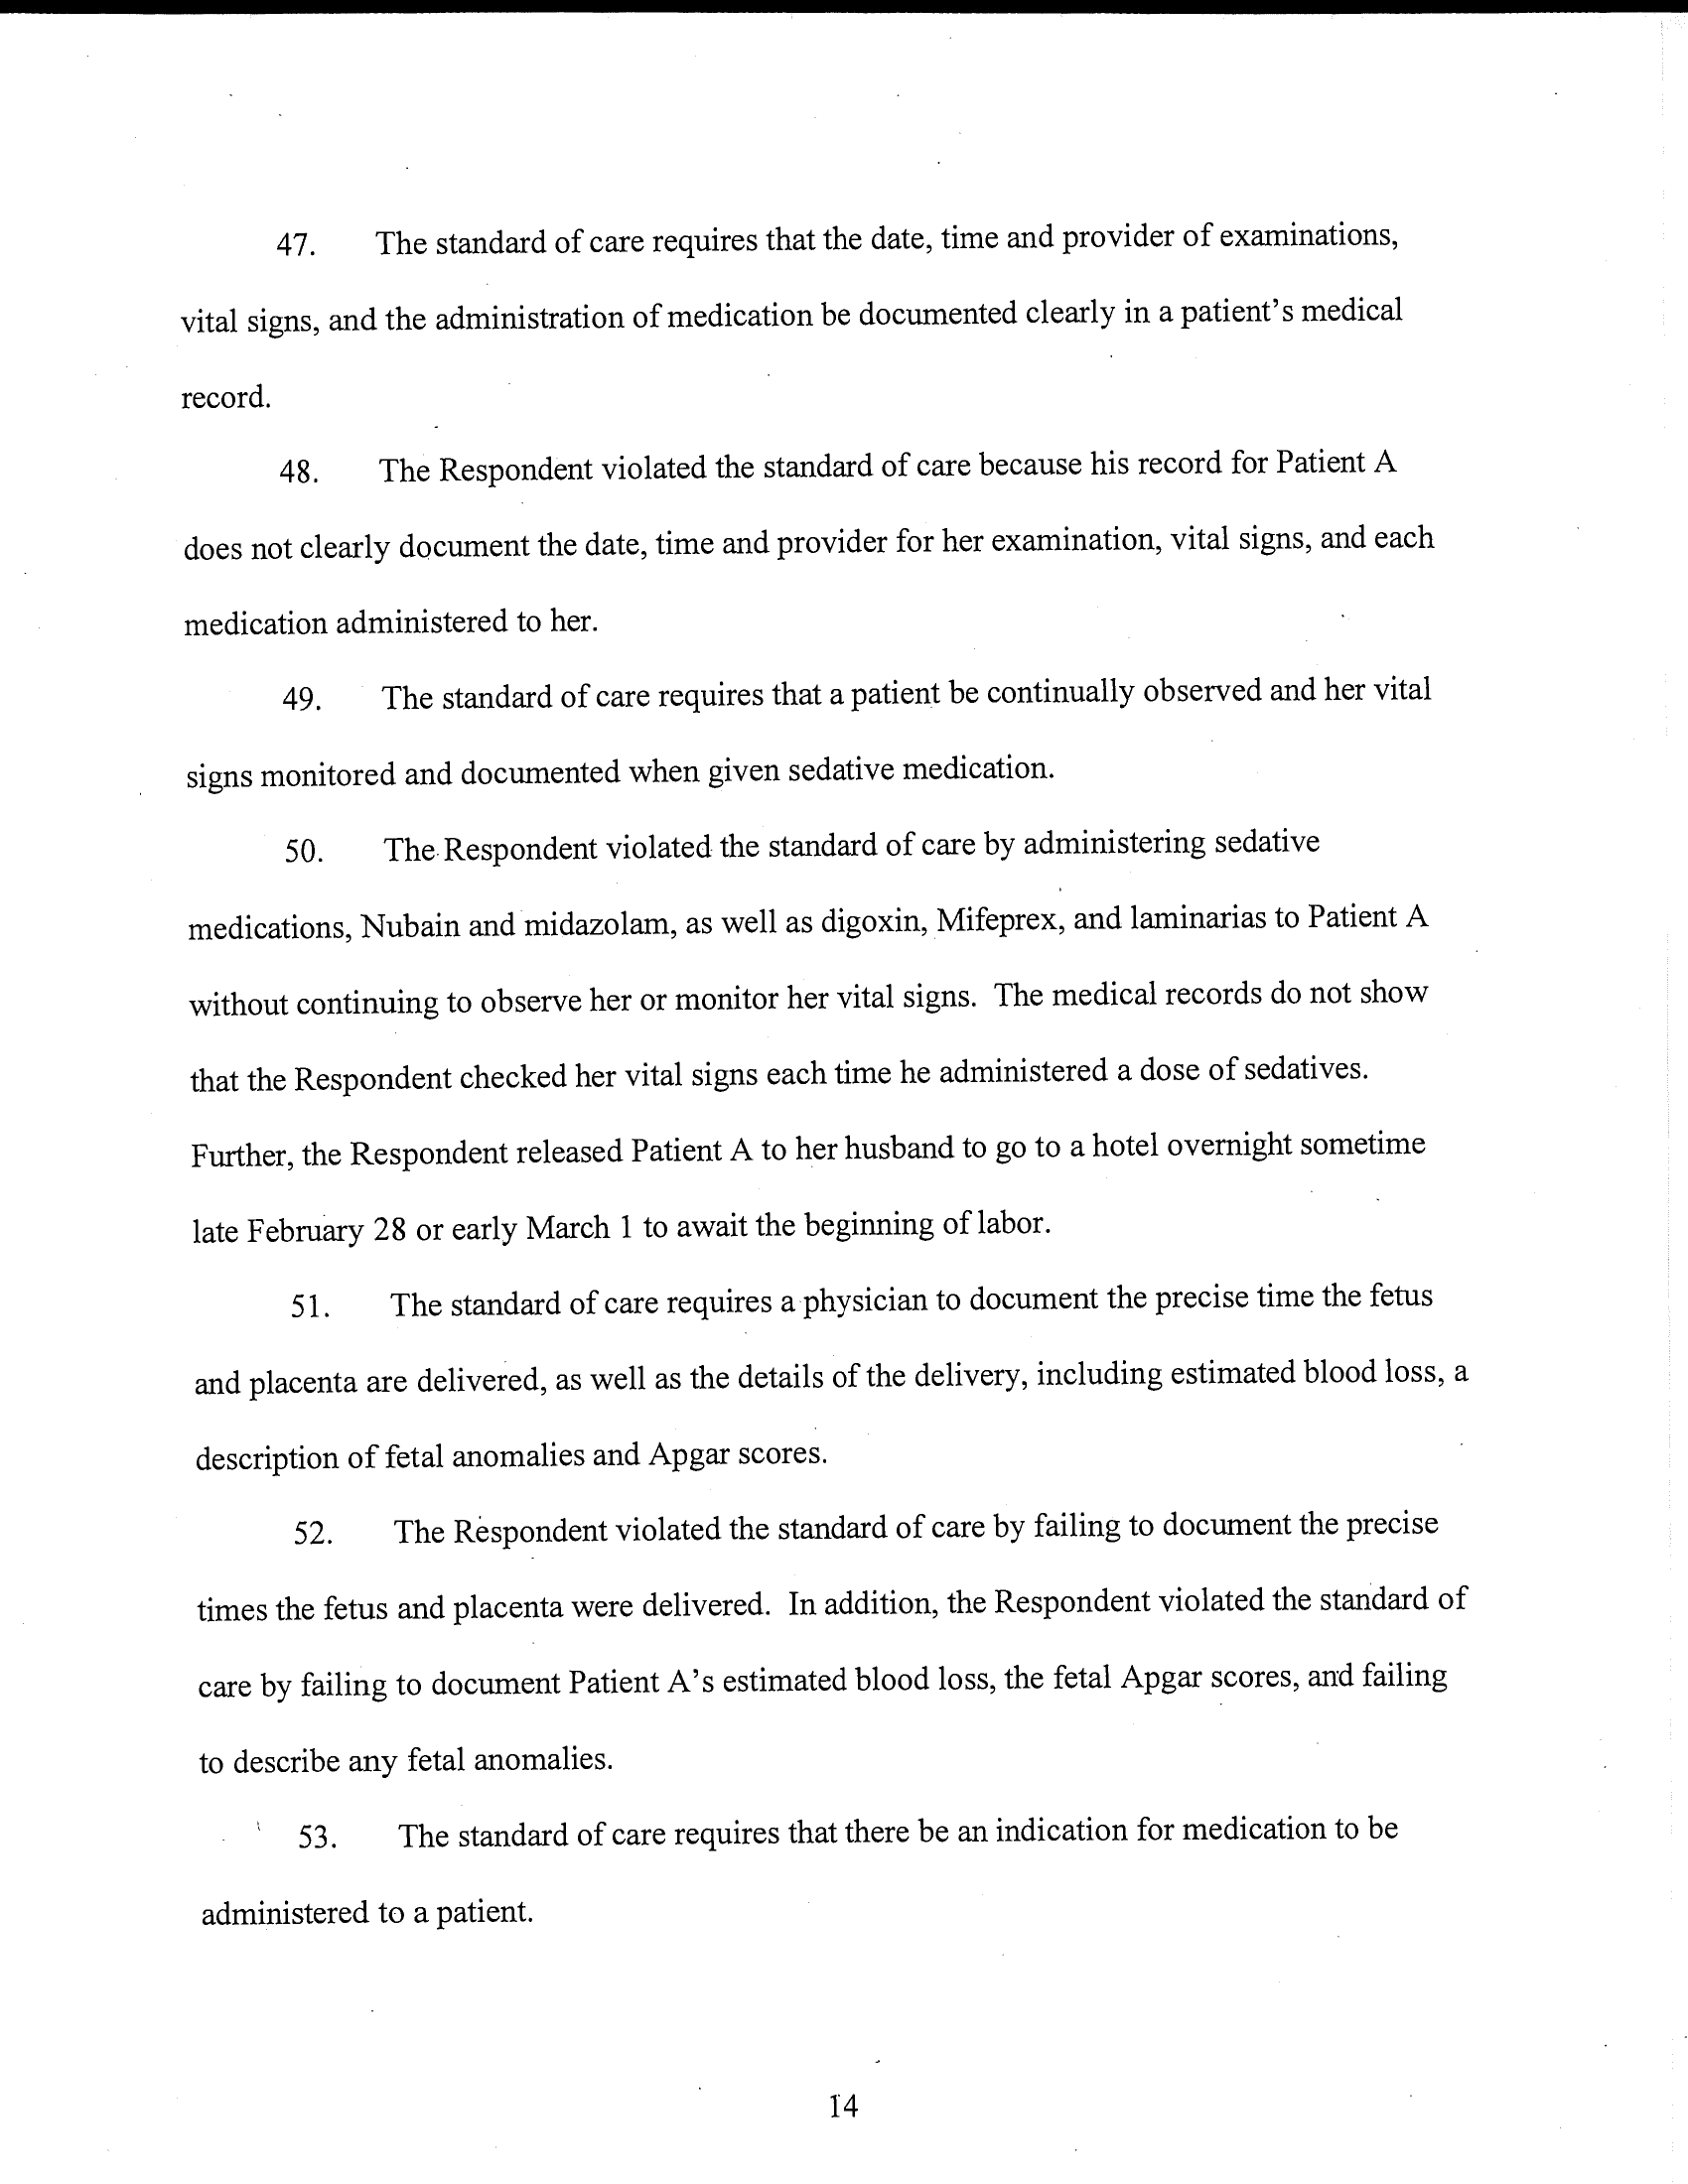 47. The standard of care requires that the date, time and provider of examinations,
vital signs, and the administration of medication be documented clearly in a patient's medical
record.
48. The Respondent violated the standard of care because his record for Patient A
does not clearly document the date, time and provider for her examination, vital signs, and each
medication administered to her.
49. The standard of care requires that a patient be continually observed and her vital
signs monitored and documented when given sedative medication.
50. The Respondent violated the standard of care by administering sedative
medications, Nubain and midazolam, as well as digoxin, Mifeprex, and laminarias to Patient A
without continuing to observe her or monitor her vital signs. The medical records do not show
that the Respondent checked her vital signs each time he administered a dose of sedatives.
Further, the Respondent released Patient A to her husband to go to a hotel overnight sometime
late February 28 or early March 1 to await the beginning of labor.
51. The standard of care requires a physician to document the precise time the fetus
and placenta are delivered, as well as the details of the delivery, including estimated blood loss, a
description of fetal anomalies and Apgar scores.
52. The Respondent violated the standard of care by failing to document the precise
times the fetus and placenta were delivered. In addition, the Respondent violated the standard of
care by failing to document Patient A's estimated blood loss, the fetal Apgar scores, and failing
to describe any fetal anomalies.
53. The standard of care requires that there be an indication for medication to be
administered to a patient.
14